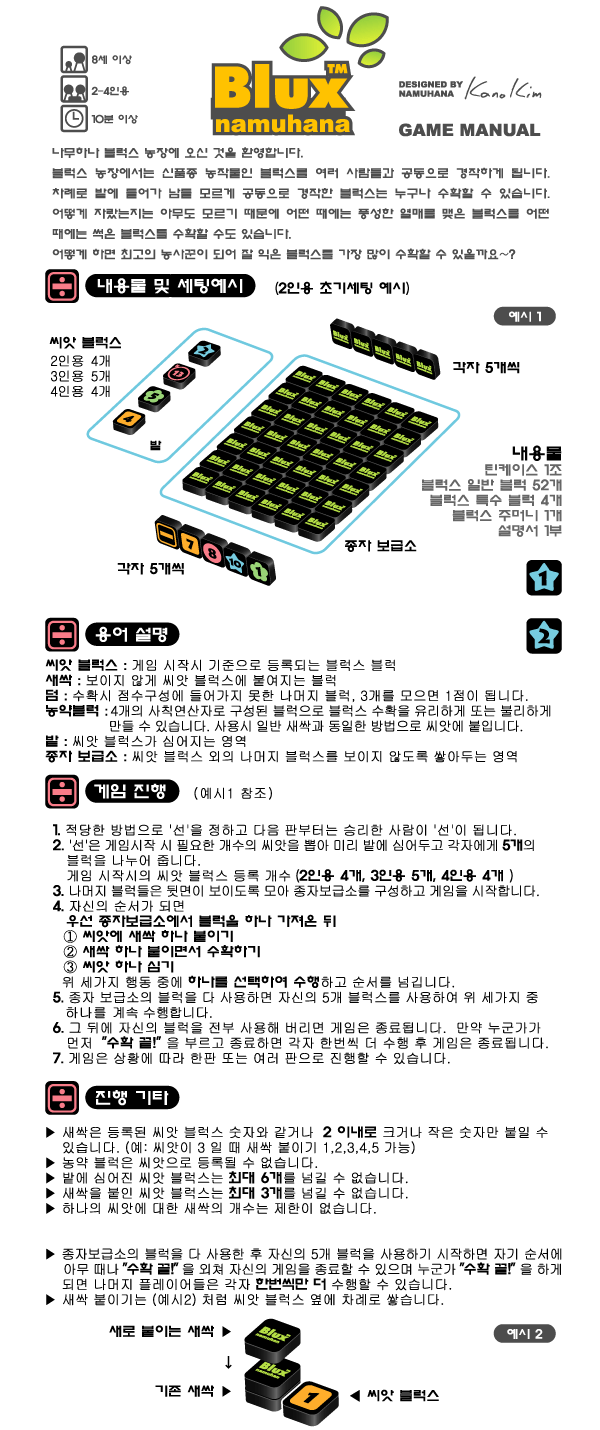 8세 이상
2-4인용
10분 이상
Blux™
namuhana
DESIGNED BY
NAMUHANA
Kano Kim
GAME MANUAL
나무하나 블럭스 농장에 오신 것을 환영합니다.
블럭스 농장에서는 신품종 농작물인 블럭스를 여러 사람들과 공동으로 경작하게 됩니다.
차례로 밭에 들어가 남들 모르게 공동으로 경작한 블럭스는 누구나 수확할 수 있습니다.
어떻게 자랐는지는 아무도 모르기 때문에 어떤 때에는 풍성한 열매를 맺은 블럭스를 어떤
때에는 썩은 블럭스를 수확할 수도 있습니다.
어떻게 하면 최고의 농사꾼이 되어 잘 익은 블럭스를 가장 많이 수확할 수 있을까요~?
내용물 및 세팅예시 (2인용 초기세팅 예시)
예시 1
씨앗 블럭스
2인용 4개
3인용 5개
4인용 4개
각자 5개씩
밭
내용물
틴케이스 1조
블럭스 일반 블럭 52개
블럭스 특수 블럭 4개
블럭스 주머니 1개
설명서 1부
종자 보급소
각자 5개씩
1
2
용어 설명
씨앗 블럭스 : 게임 시작시 기준으로 등록되는 블럭스 블럭
새싹 : 보이지 않게 씨앗 블럭스에 붙여지는 블럭
덤 : 수확시 점수구성에 들어가지 못한 나머지 블럭, 3개를 모으면 1점이 됩니다.
농약블럭 : 4개의 사칙연산자로 구성된 블럭으로 블럭스 수확을 유리하게 또는 불리하게
만들 수 있습니다. 사용시 일반 새싹과 동일한 방법으로 씨앗에 붙입니다.
밭 : 씨앗 블럭스가 심어지는 영역
종자 보급소 : 씨앗 블럭스 외의 나머지 블럭스를 보이지 않도록 쌓아두는 영역
게임 진행 (예시1 참조)
1. 적당한 방법으로 '선'을 정하고 다음 판부터는 승리한 사람이 '선'이 됩니다.
2. '선'은 게임시작 시 필요한 개수의 씨앗을 뽑아 미리 밭에 심어두고 각자에게 5개의
블럭을 나누어 줍니다.
게임 시작시의 씨앗 블럭스 등록 개수 (2인용 4개, 3인용 5개, 4인용 4개 )
3. 나머지 블럭들은 뒷면이 보이도록 모아 종자보급소를 구성하고 게임을 시작합니다.
4. 자신의 순서가 되면
우선 종자보급소에서 블럭을 하나 가져온 뒤
① 씨앗에 새싹 하나 붙이기
② 새싹 하나 붙이면서 수확하기
③ 씨앗 하나 심기
위 세가지 행동 중에 하나를 선택하여 수행하고 순서를 넘깁니다.
5. 종자 보급소의 블럭을 다 사용하면 자신의 5개 블럭스를 사용하여 위 세가지 중
하나를 계속 수행합니다.
6. 그 뒤에 자신의 블럭을 전부 사용해 버리면 게임은 종료됩니다. 만약 누군가가
먼저 "수확 끝!" 을 부르고 종료하면 각자 한번씩 더 수행 후 게임은 종료됩니다.
7. 게임은 상황에 따라 한판 또는 여러 판으로 진행할 수 있습니다.
진행 기타
▶ 새싹은 등록된 씨앗 블럭스 숫자와 같거나 2 이내로 크거나 작은 숫자만 붙일 수
있습니다. (예: 씨앗이 3 일 때 새싹 붙이기 1,2,3,4,5 가능)
▶ 농약 블럭은 씨앗으로 등록될 수 없습니다.
▶ 밭에 심어진 씨앗 블럭스는 최대 6개를 넘길 수 없습니다.
▶ 새싹을 붙인 씨앗 블럭스는 최대 3개를 넘길 수 없습니다.
▶ 하나의 씨앗에 대한 새싹의 개수는 제한이 없습니다.
▶ 종자보급소의 블럭을 다 사용한 후 자신의 5개 블럭을 사용하기 시작하면 자기 순서에
아무 때나 "수확 끝!" 을 외쳐 자신의 게임을 종료할 수 있으며 누군가 "수확 끝!" 을 하게
되면 나머지 플레이어들은 각자 한번씩만 더 수행할 수 있습니다.
▶ 새싹 붙이기는 (예시2) 처럼 씨앗 블럭스 옆에 차례로 쌓습니다.
새로 붙이는 새싹 ▶
예시 2
↓
기존 새싹 ▶
Blux
namuhana
Blux
namuhana
1
◀ 씨앗 블럭스